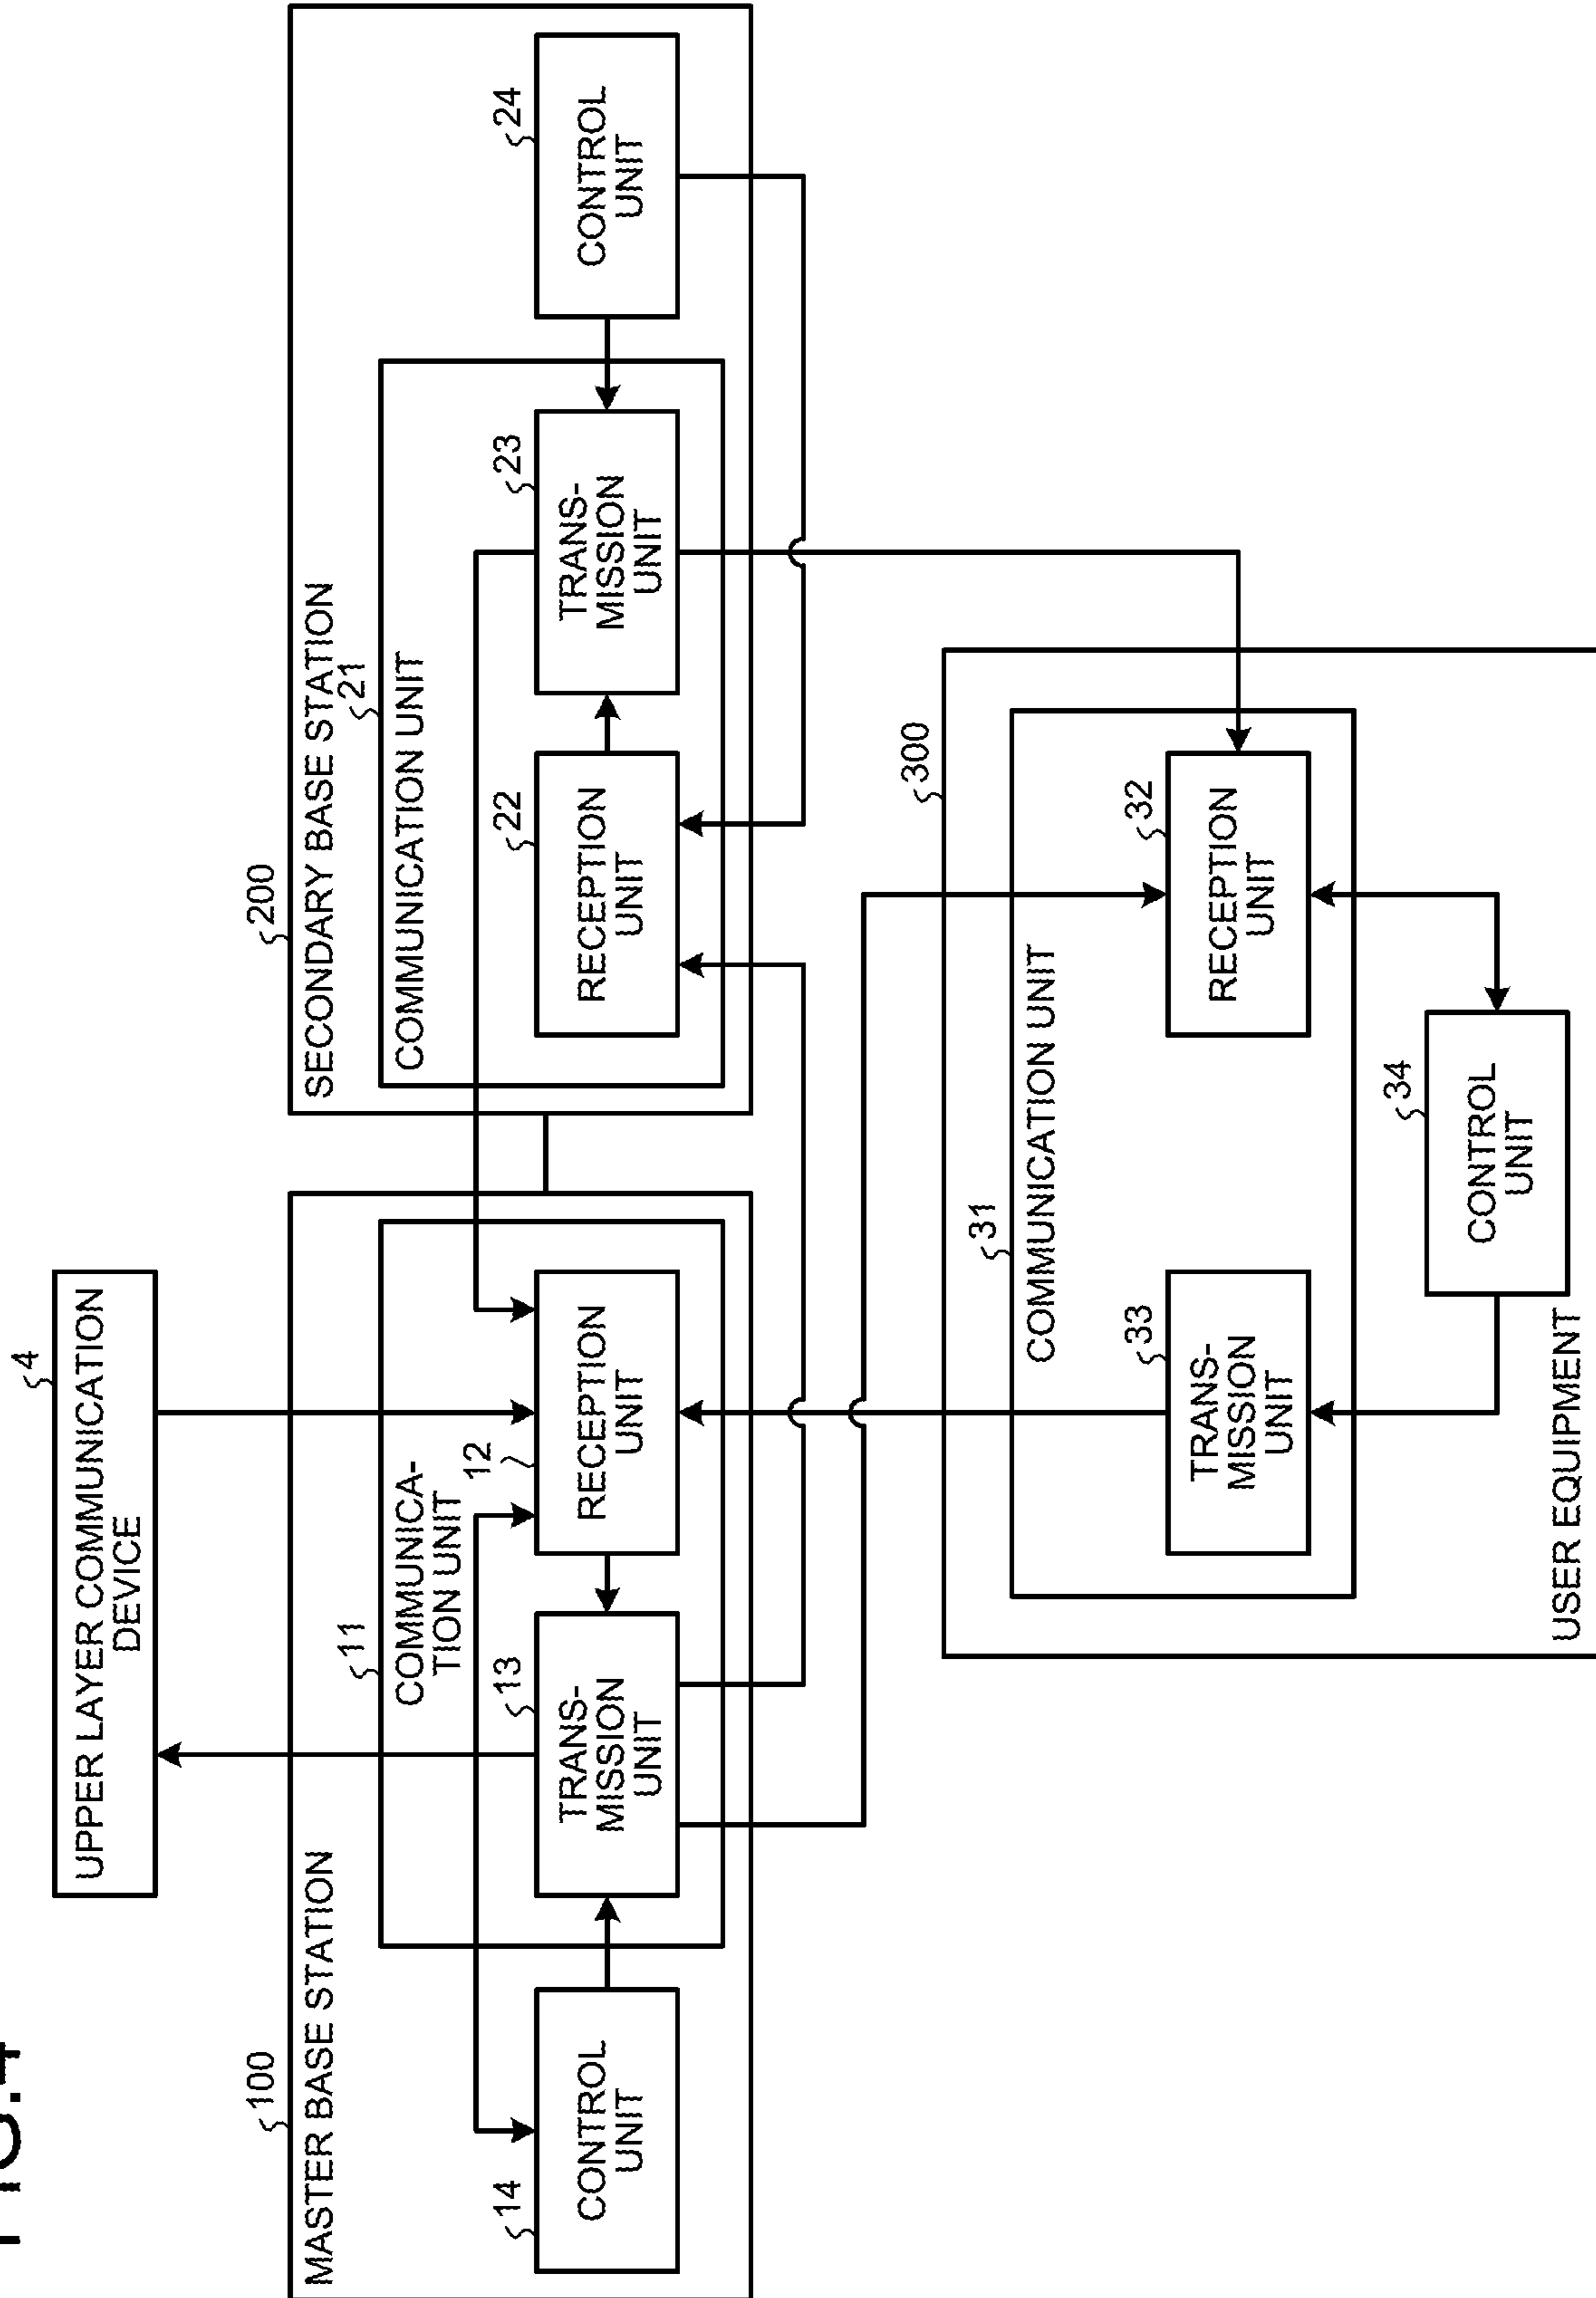 FIG.4
4
UPPER LAYER COMMUNICATION
DEVICE
100
MASTER BASE STATION
11
COMMUNICA-
TION UNIT
14
CONTROL
UNIT
13
TRANS-
MISSION
UNIT
12
RECEPTION
UNIT
200
SECONDARY BASE STATION
21
COMMUNICATION UNIT
22
RECEPTION
UNIT
23
TRANS-
MISSION
UNIT
24
CONTROL
UNIT
300
31
COMMUNICATION UNIT
33
TRANS-
MISSION
UNIT
32
RECEPTION
UNIT
34
CONTROL
UNIT
USER EQUIPMENT